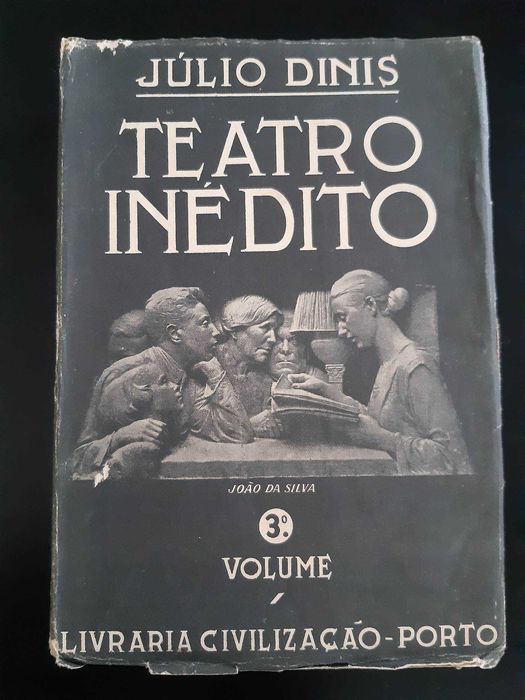 JÚLIO DINIS
TEATRO
INÉDITO
JOÃO DA SILVA
3.º
VOLUME
LIVRARIA CIVILIZAÇÃO-PORTO